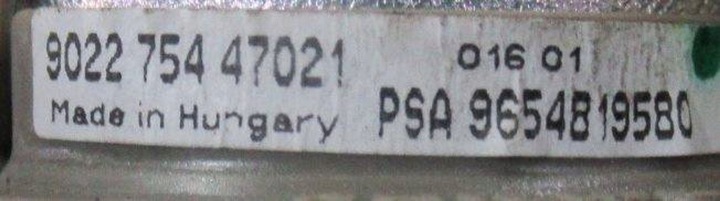 9022 754 47021 016 01
Made in Hungary PSA 9654819580